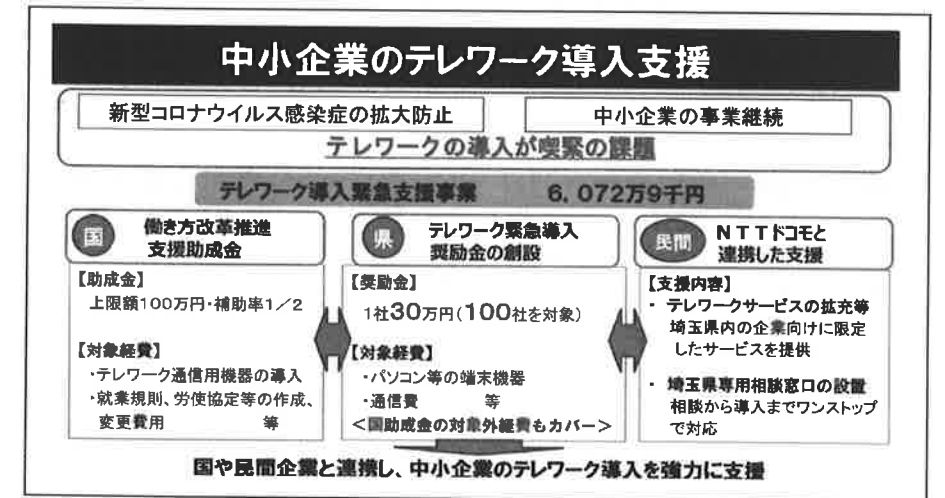 中小企業のテレワーク導入支援
新型コロナウイルス感染症の拡大防止
中小企業の事業継続
テレワークの導入が喫緊の課題
テレワーク導入緊急支援事業 6,072万9千円
国
働き方改革推進
支援助成金
【助成金】
上限額100万円・補助率1/2
【対象経費】
・テレワーク通信用機器の導入
・就業規則、労使協定等の作成、
変更費用 等
県
テレワーク緊急導入
奨励金の創設
【奨励金】
1社30万円(100社を対象)
【対象経費】
・パソコン等の端末機器
・通信費 等
<国助成金の対象外経費もカバー>
民間
NTTドコモと
連携した支援
【支援内容】
・ テレワークサービスの拡充等
埼玉県内の企業向けに限定
したサービスを提供
・ 埼玉県専用相談窓口の設置
相談から導入までワンストップ
で対応
国や民間企業と連携し、中小企業のテレワーク導入を強力に支援